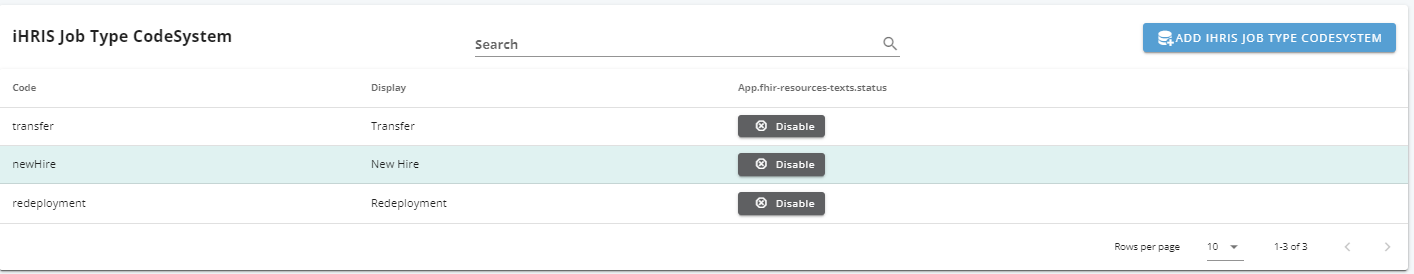 iHRIS Job Type CodeSystem
Search
ADD IHRIS JOB TYPE CODESYSTEM
Code Display App.fhir-resources-texts.status
transfer Transfer Disable
newHire New Hire Disable
redeployment Redeployment Disable
Rows per page 10 1-3 of 3